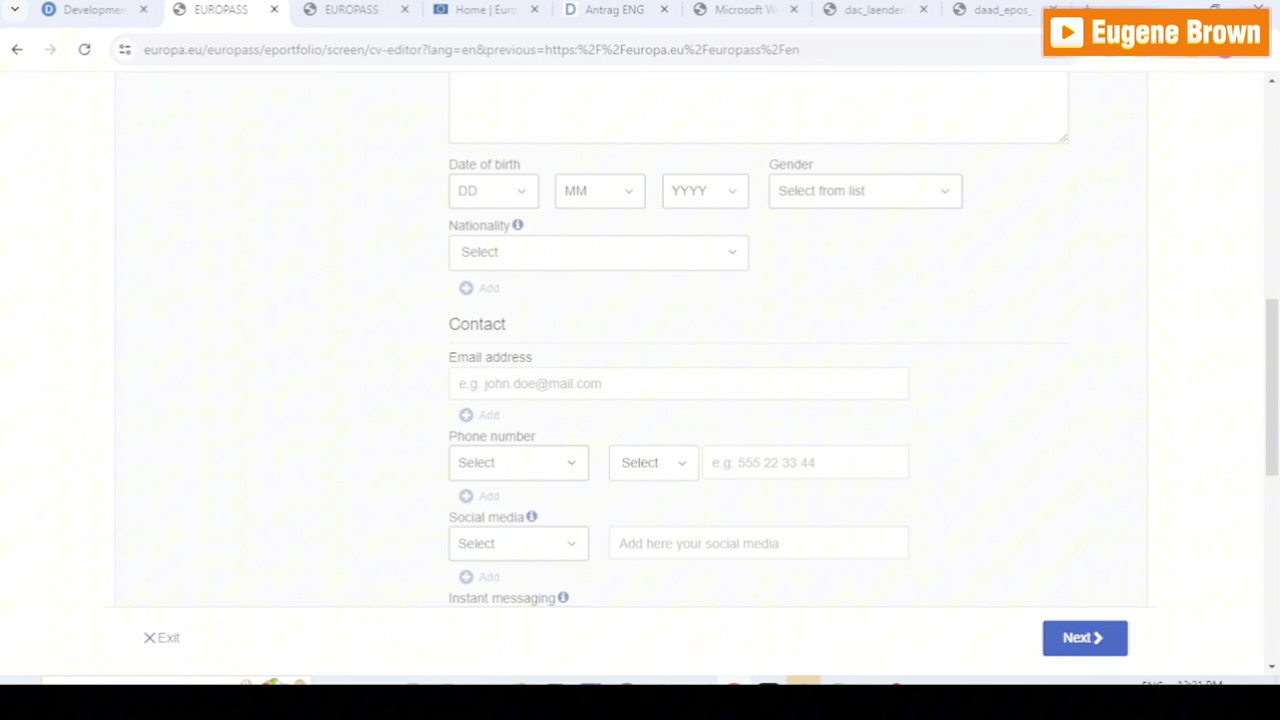 Developmen
EUROPASS
EUROPASS
Home | Euro
Antrag ENG
Microsoft W
dac_laender
daad_epos_
Eugene Brown
europa.eu/europass/eportfolio/screen/cv-editor?lang=en&previous=https:%2F%2Feuropa.eu%2Feuropass%2Fen
Date of birth
Gender
DD
MM
YYYY
Select from list
Nationality
Select
Add
Contact
Email address
e.g. john.doe@mail.com
Add
Phone number
Select
Select
e.g: 555 22 33 44
Add
Social media
Select
Add here your social media
Add
Instant messaging
Exit
Next